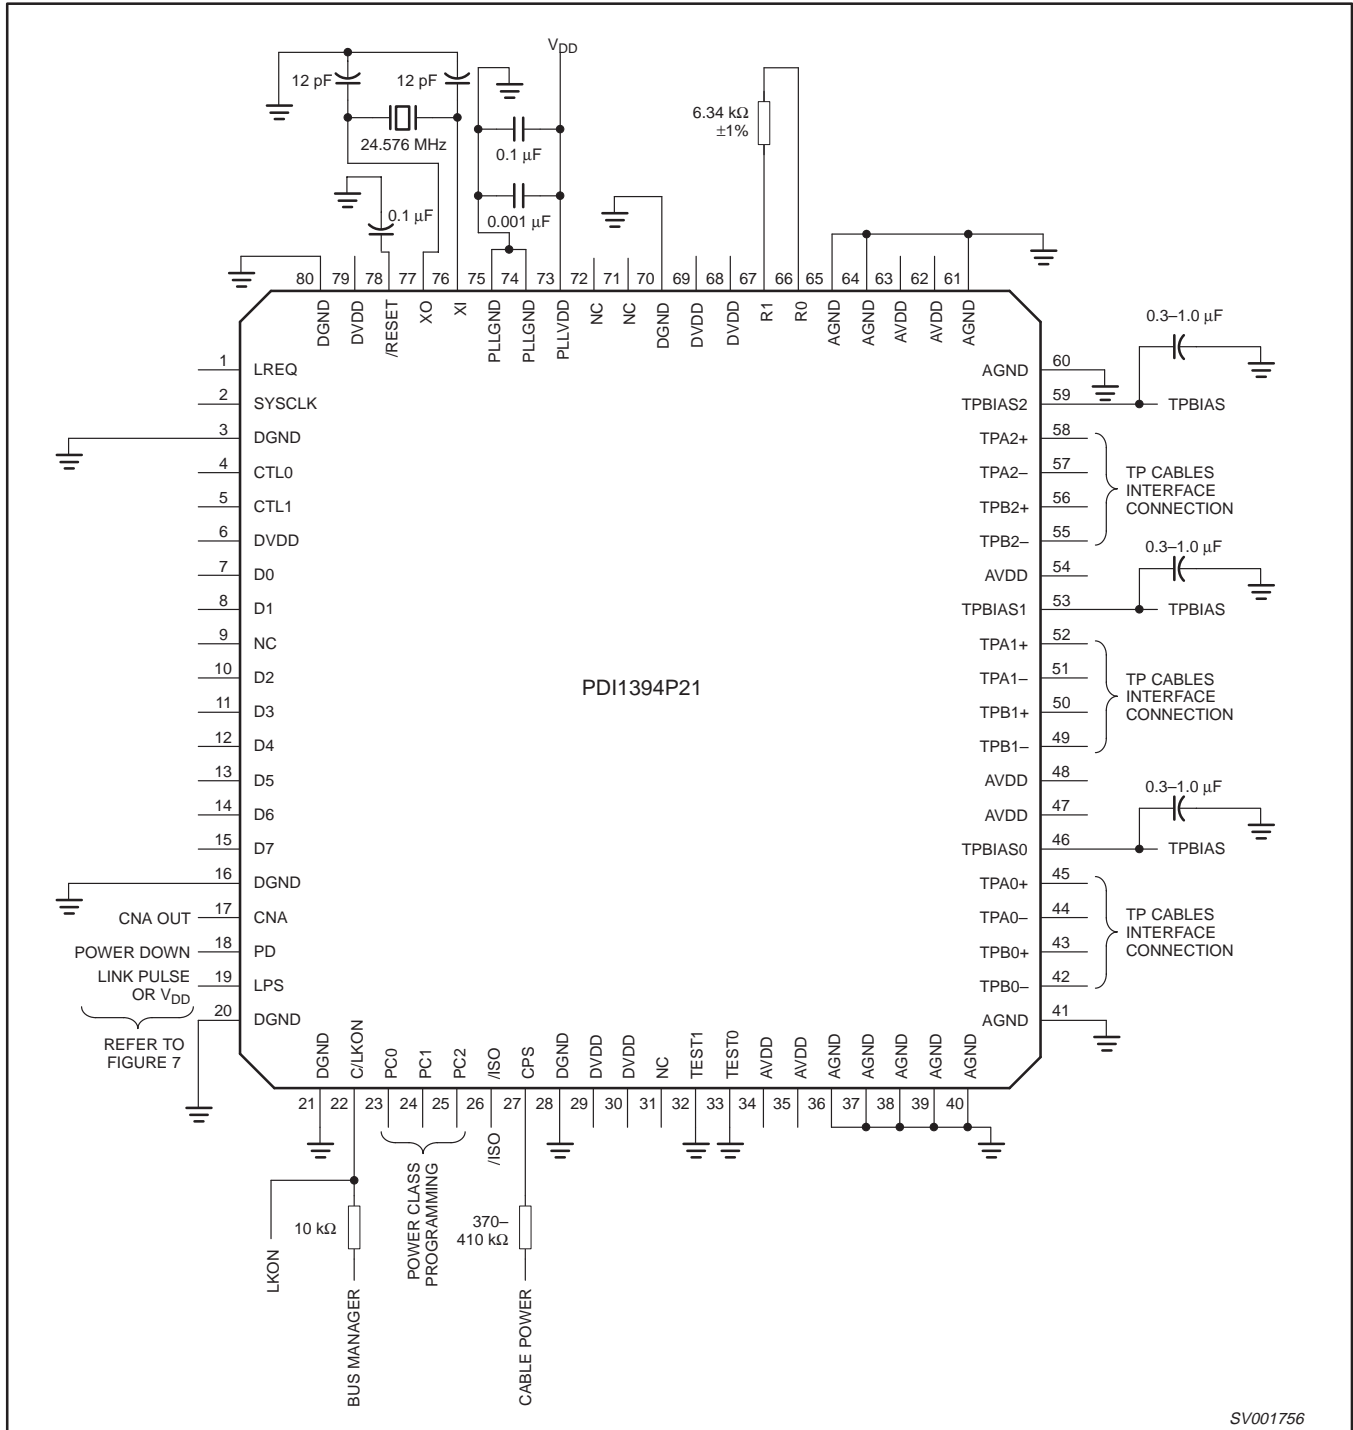 V_DD
12 pF
12 pF
24.576 MHz
0.1 μF
0.1 μF
0.001 μF
6.34 kΩ
±1%
80
79
78
77
76
75
74
73
72
71
70
69
68
67
66
65
64
63
62
61
DGND
DVDD
/RESET
XO
XI
PLLGND
PLLGND
PLLVDD
NC
NC
DGND
DVDD
DVDD
R1
R0
AGND
AGND
AVDD
AVDD
AGND
1 LREQ
2 SYSCLK
3 DGND
4 CTL0
5 CTL1
6 DVDD
7 D0
8 D1
9 NC
10 D2
11 D3
12 D4
13 D5
14 D6
15 D7
16 DGND
CNA OUT 17 CNA
POWER DOWN 18 PD
LINK PULSE
OR V_DD
19 LPS
20 DGND
REFER TO
FIGURE 7
PDI1394P21
0.3–1.0 μF
AGND 60
TPBIAS2 59 TPBIAS
TPA2+ 58
TPA2– 57
TPB2+ 56
TPB2– 55
TP CABLES
INTERFACE
CONNECTION
AVDD 54
0.3–1.0 μF
TPBIAS1 53 TPBIAS
TPA1+ 52
TPA1– 51
TPB1+ 50
TPB1– 49
TP CABLES
INTERFACE
CONNECTION
AVDD 48
AVDD 47
0.3–1.0 μF
TPBIAS0 46 TPBIAS
TPA0+ 45
TPA0– 44
TPB0+ 43
TPB0– 42
TP CABLES
INTERFACE
CONNECTION
AGND 41
DGND
C/LKON
PC0
PC1
PC2
/ISO
CPS
DGND
DVDD
DVDD
NC
TEST1
TEST0
AVDD
AVDD
AGND
AGND
AGND
AGND
AGND
21
22
23
24
25
26
27
28
29
30
31
32
33
34
35
36
37
38
39
40
/ISO
POWER CLASS
PROGRAMMING
10 kΩ
370–
410 kΩ
LKON
BUS MANAGER
CABLE POWER
SV001756